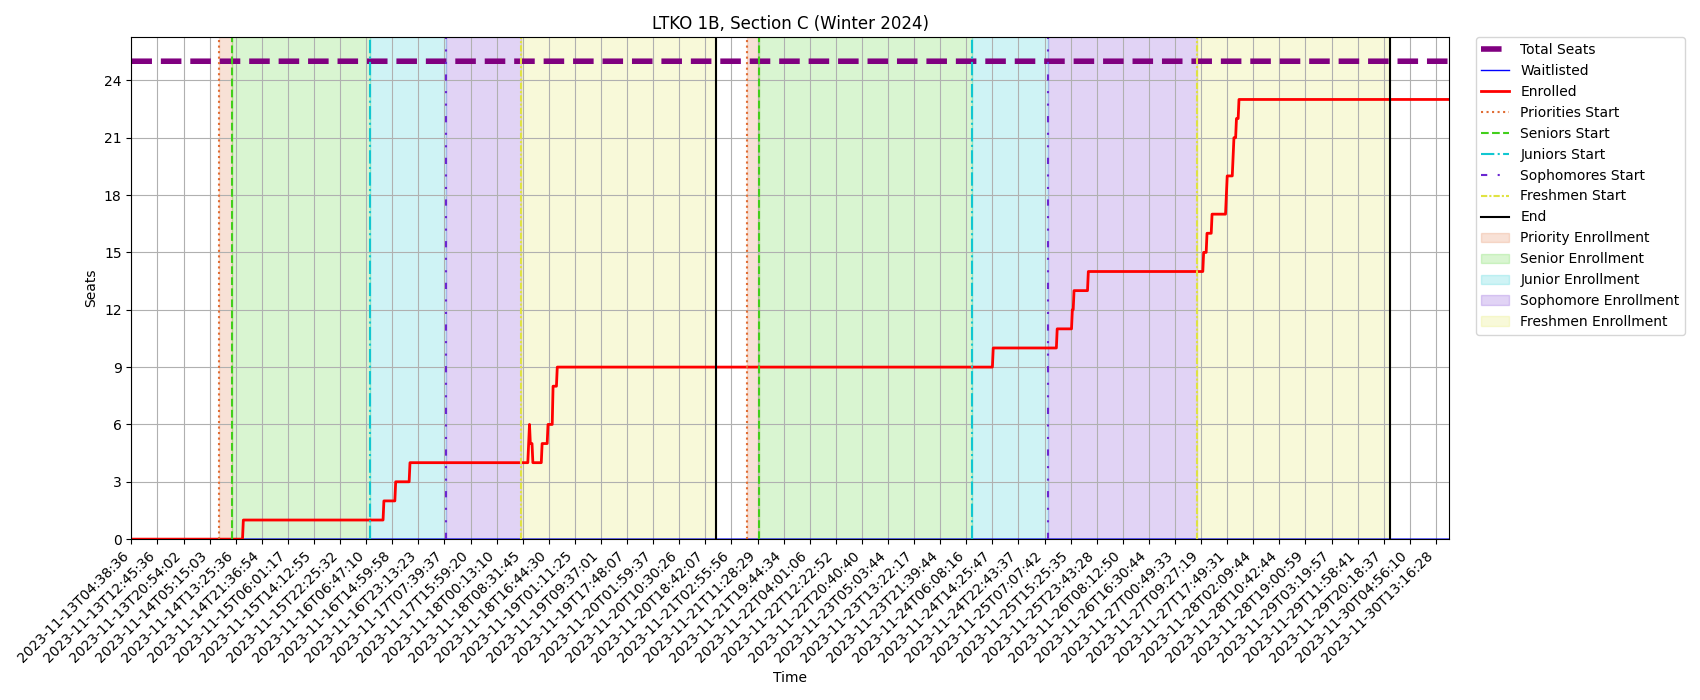 LTKO 1B, Section C (Winter 2024)
Total Seats
Waitlisted
Enrolled
Priorities Start
Seniors Start
Juniors Start
Sophomores Start
Freshmen Start
End
Priority Enrollment
Senior Enrollment
Junior Enrollment
Sophomore Enrollment
Freshmen Enrollment
Seats
24
21
18
15
12
9
6
3
0
2023-11-13T04:38:36
2023-11-13T12:45:36
2023-11-13T20:54:02
2023-11-14T05:15:03
2023-11-14T13:25:36
2023-11-14T21:36:54
2023-11-15T06:01:17
2023-11-15T14:12:55
2023-11-15T22:25:32
2023-11-16T06:47:10
2023-11-16T14:59:58
2023-11-16T23:13:23
2023-11-17T07:39:37
2023-11-17T15:59:20
2023-11-18T00:13:10
2023-11-18T08:31:45
2023-11-18T16:44:30
2023-11-19T01:11:25
2023-11-19T09:37:01
2023-11-19T17:48:07
2023-11-20T01:59:37
2023-11-20T10:30:26
2023-11-20T18:42:07
2023-11-21T02:55:56
2023-11-21T11:28:29
2023-11-21T19:44:34
2023-11-22T04:01:06
2023-11-22T12:22:52
2023-11-22T20:40:40
2023-11-23T05:03:44
2023-11-23T13:22:17
2023-11-23T21:39:44
2023-11-24T06:08:16
2023-11-24T14:25:47
2023-11-24T22:43:37
2023-11-25T07:07:42
2023-11-25T15:25:35
2023-11-25T23:43:28
2023-11-26T08:12:50
2023-11-26T16:30:44
2023-11-27T00:49:33
2023-11-27T09:27:19
2023-11-27T17:49:31
2023-11-28T02:09:44
2023-11-28T10:42:44
2023-11-28T19:00:59
2023-11-29T03:19:57
2023-11-29T11:58:41
2023-11-29T20:18:37
2023-11-30T04:56:10
2023-11-30T13:16:28
Time